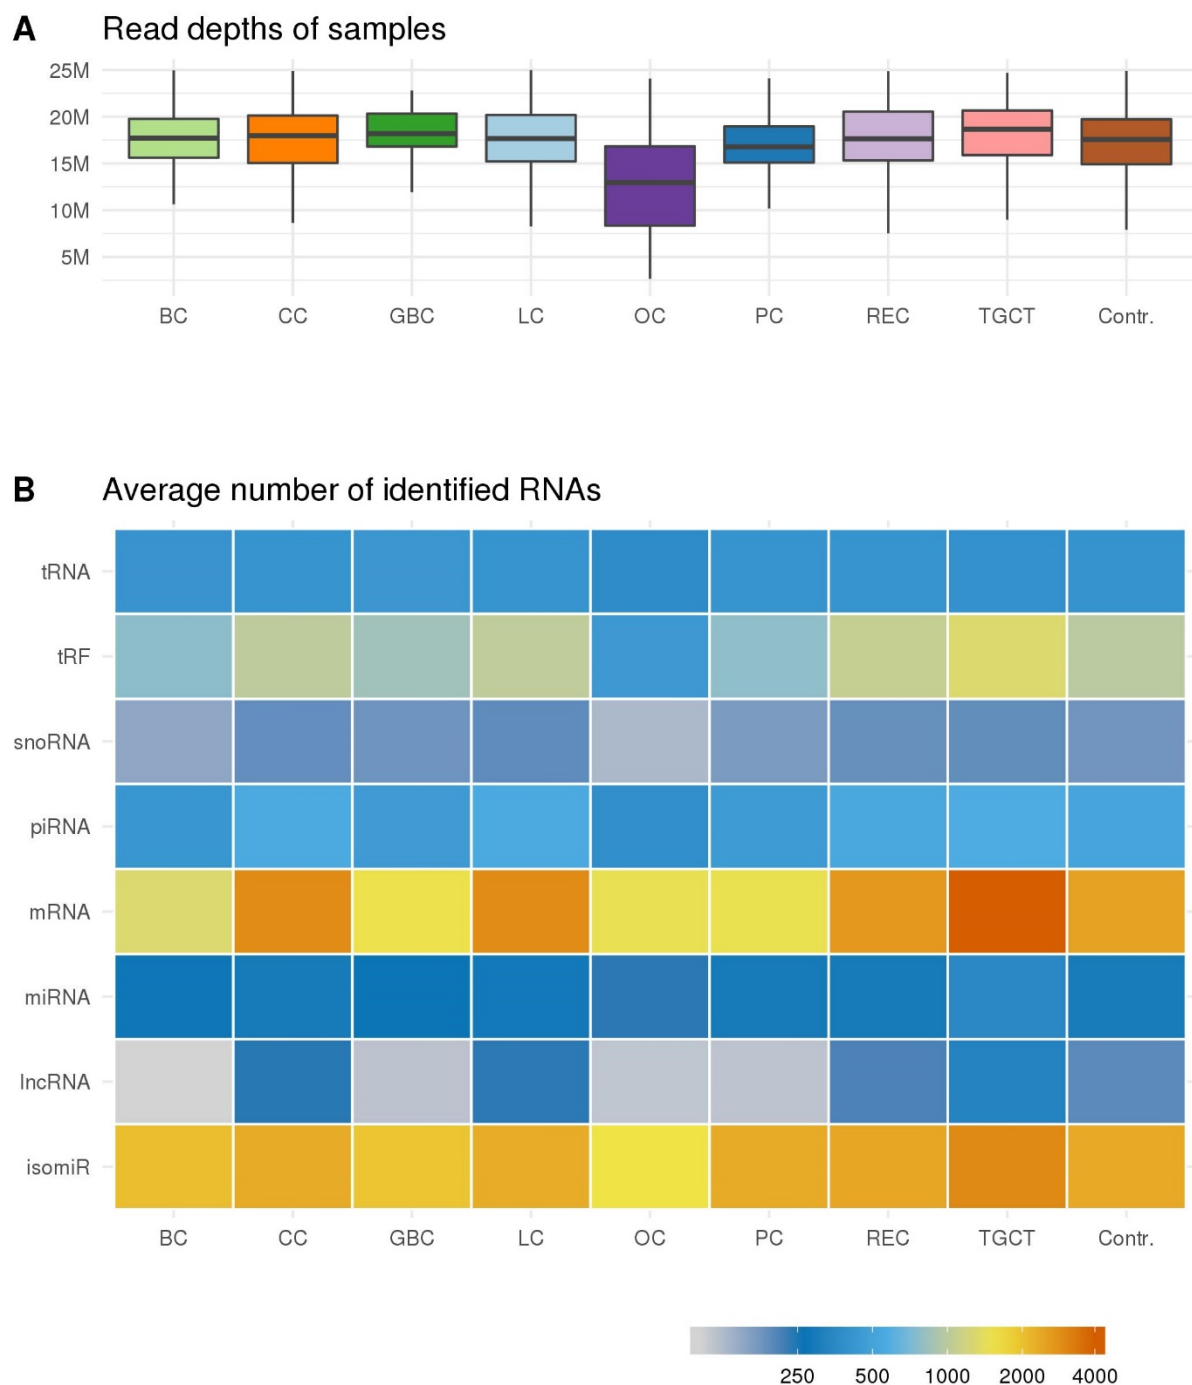 A Read depths of samples
25M
20M
15M
10M
5M
BC CC GBC LC OC PC REC TGCT Contr.
B Average number of identified RNAs
tRNA
tRF
snoRNA
piRNA
mRNA
miRNA
lncRNA
isomiR
BC CC GBC LC OC PC REC TGCT Contr.
250 500 1000 2000 4000